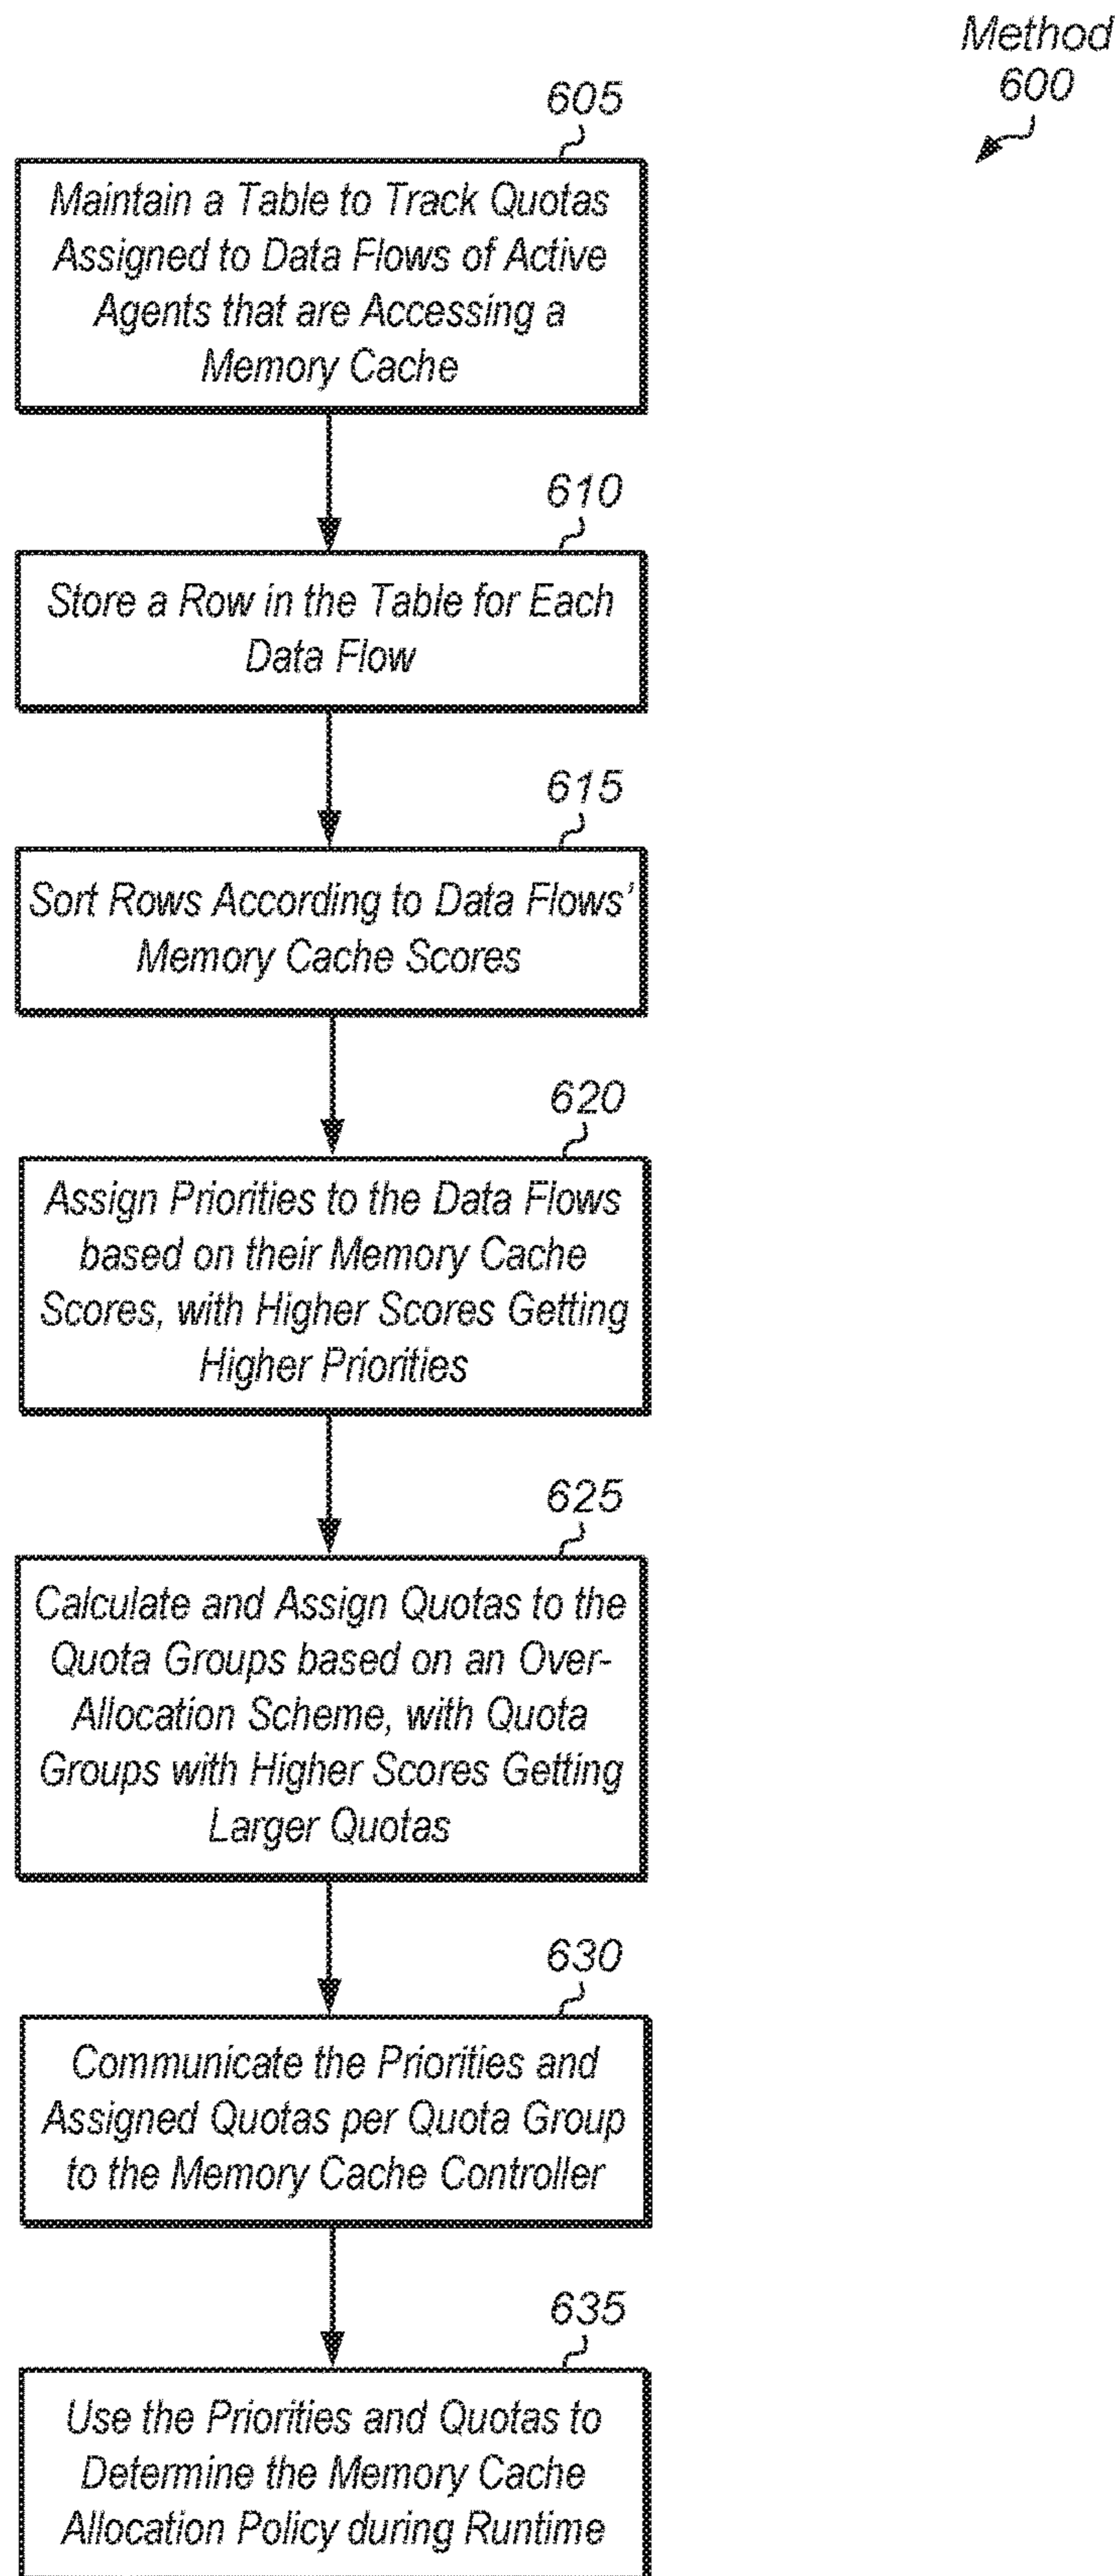 Method
600
605
Maintain a Table to Track Quotas
Assigned to Data Flows of Active
Agents that are Accessing a
Memory Cache
610
Store a Row in the Table for Each
Data Flow
615
Sort Rows According to Data Flows'
Memory Cache Scores
620
Assign Priorities to the Data Flows
based on their Memory Cache
Scores, with Higher Scores Getting
Higher Priorities
625
Calculate and Assign Quotas to the
Quota Groups based on an Over-
Allocation Scheme, with Quota
Groups with Higher Scores Getting
Larger Quotas
630
Communicate the Priorities and
Assigned Quotas per Quota Group
to the Memory Cache Controller
635
Use the Priorities and Quotas to
Determine the Memory Cache
Allocation Policy during Runtime